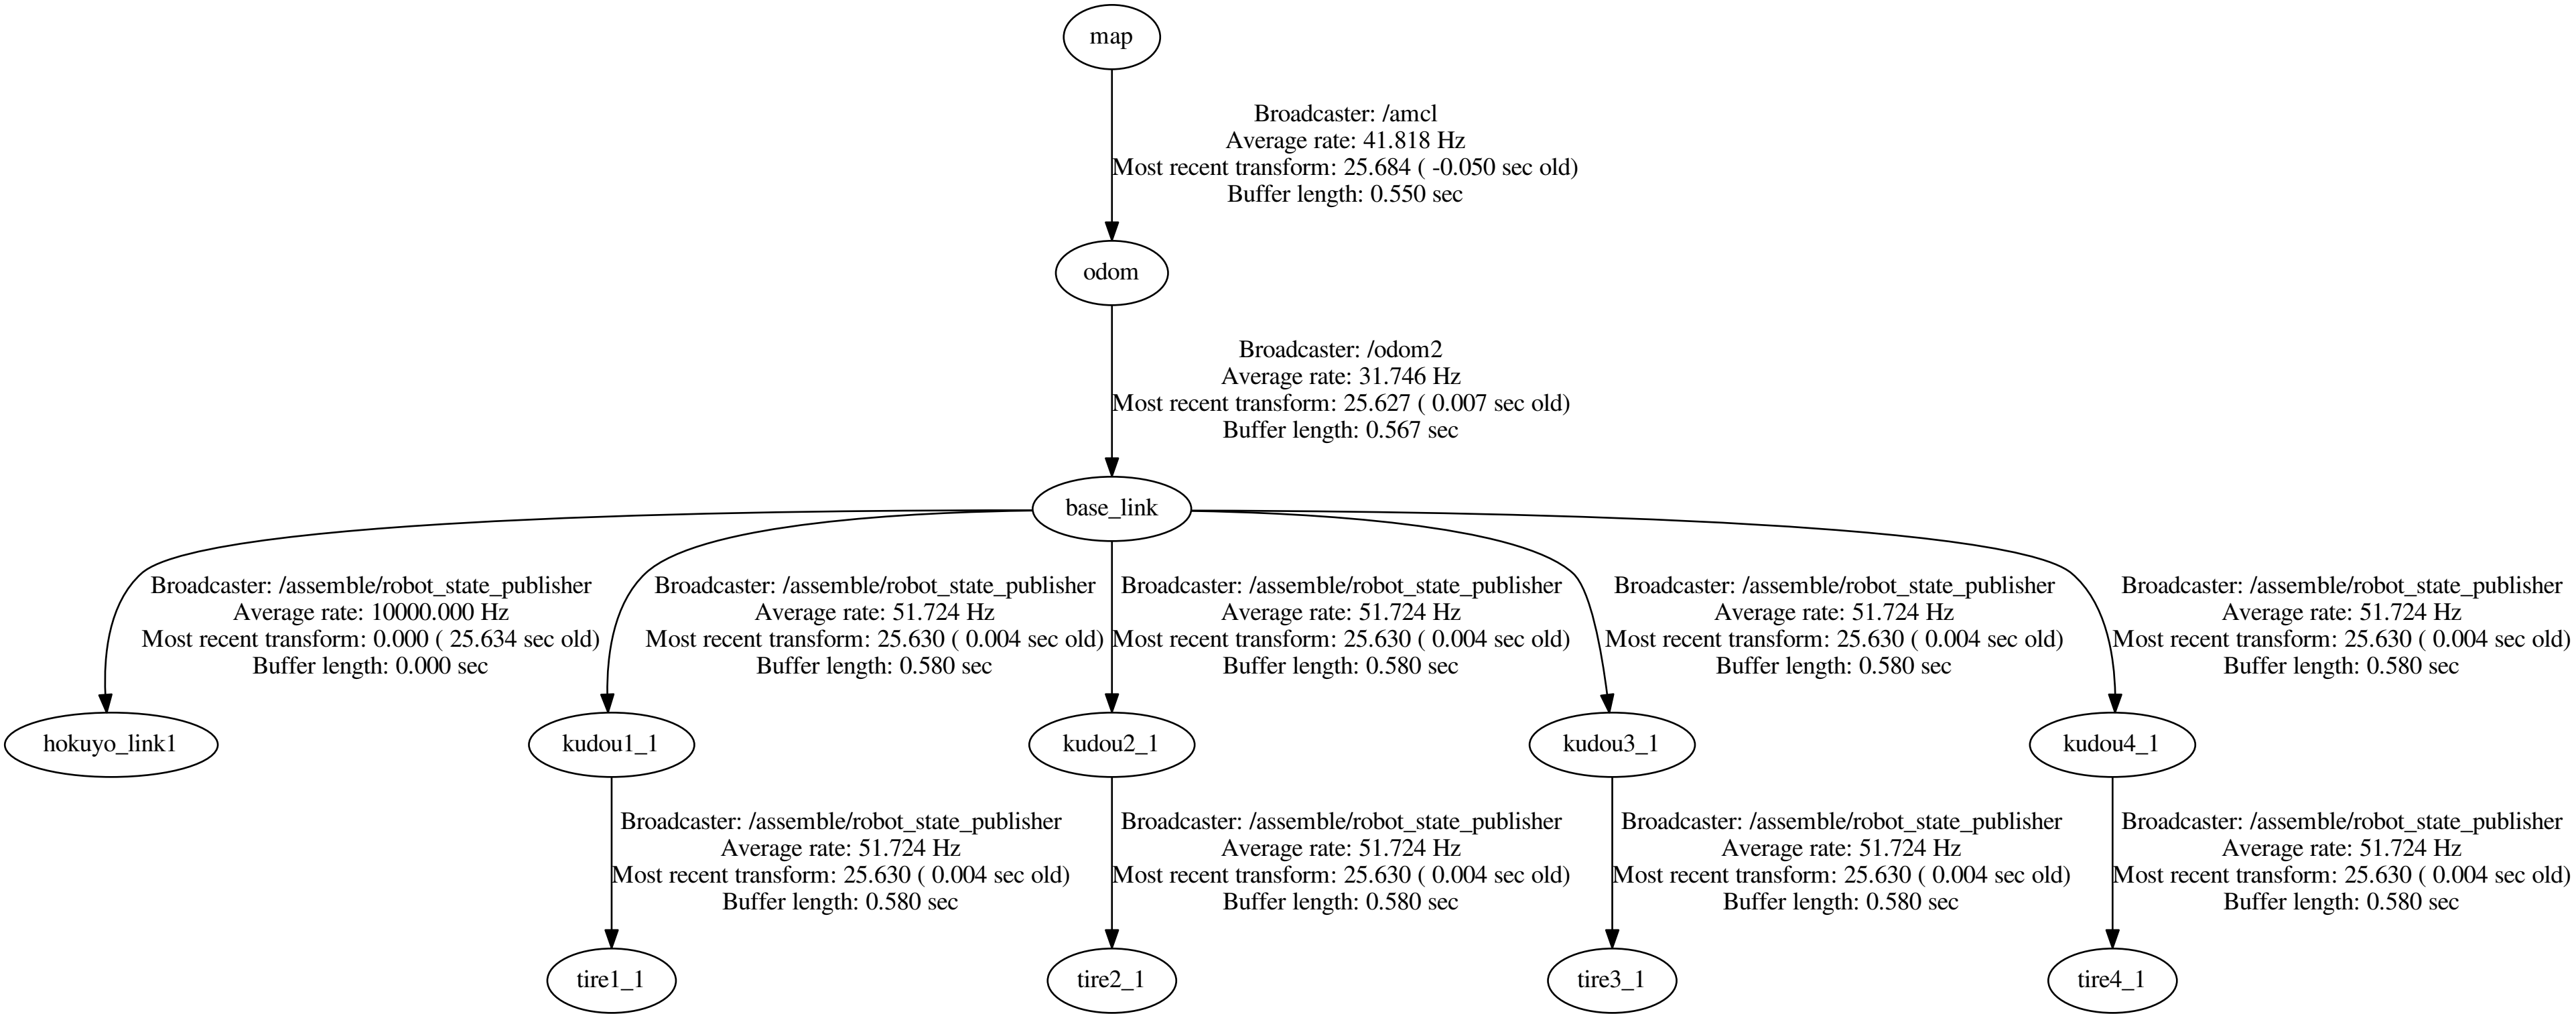 map
Broadcaster: /amcl
Average rate: 41.818 Hz
Most recent transform: 25.684 ( -0.050 sec old)
Buffer length: 0.550 sec
odom
Broadcaster: /odom2
Average rate: 31.746 Hz
Most recent transform: 25.627 ( 0.007 sec old)
Buffer length: 0.567 sec
base_link
Broadcaster: /assemble/robot_state_publisher
Average rate: 10000.000 Hz
Most recent transform: 0.000 ( 25.634 sec old)
Buffer length: 0.000 sec
Broadcaster: /assemble/robot_state_publisher
Average rate: 51.724 Hz
Most recent transform: 25.630 ( 0.004 sec old)
Buffer length: 0.580 sec
Broadcaster: /assemble/robot_state_publisher
Average rate: 51.724 Hz
Most recent transform: 25.630 ( 0.004 sec old)
Buffer length: 0.580 sec
Broadcaster: /assemble/robot_state_publisher
Average rate: 51.724 Hz
Most recent transform: 25.630 ( 0.004 sec old)
Buffer length: 0.580 sec
Broadcaster: /assemble/robot_state_publisher
Average rate: 51.724 Hz
Most recent transform: 25.630 ( 0.004 sec old)
Buffer length: 0.580 sec
hokuyo_link1
kudou1_1
kudou2_1
kudou3_1
kudou4_1
Broadcaster: /assemble/robot_state_publisher
Average rate: 51.724 Hz
Most recent transform: 25.630 ( 0.004 sec old)
Buffer length: 0.580 sec
Broadcaster: /assemble/robot_state_publisher
Average rate: 51.724 Hz
Most recent transform: 25.630 ( 0.004 sec old)
Buffer length: 0.580 sec
Broadcaster: /assemble/robot_state_publisher
Average rate: 51.724 Hz
Most recent transform: 25.630 ( 0.004 sec old)
Buffer length: 0.580 sec
Broadcaster: /assemble/robot_state_publisher
Average rate: 51.724 Hz
Most recent transform: 25.630 ( 0.004 sec old)
Buffer length: 0.580 sec
tire1_1
tire2_1
tire3_1
tire4_1